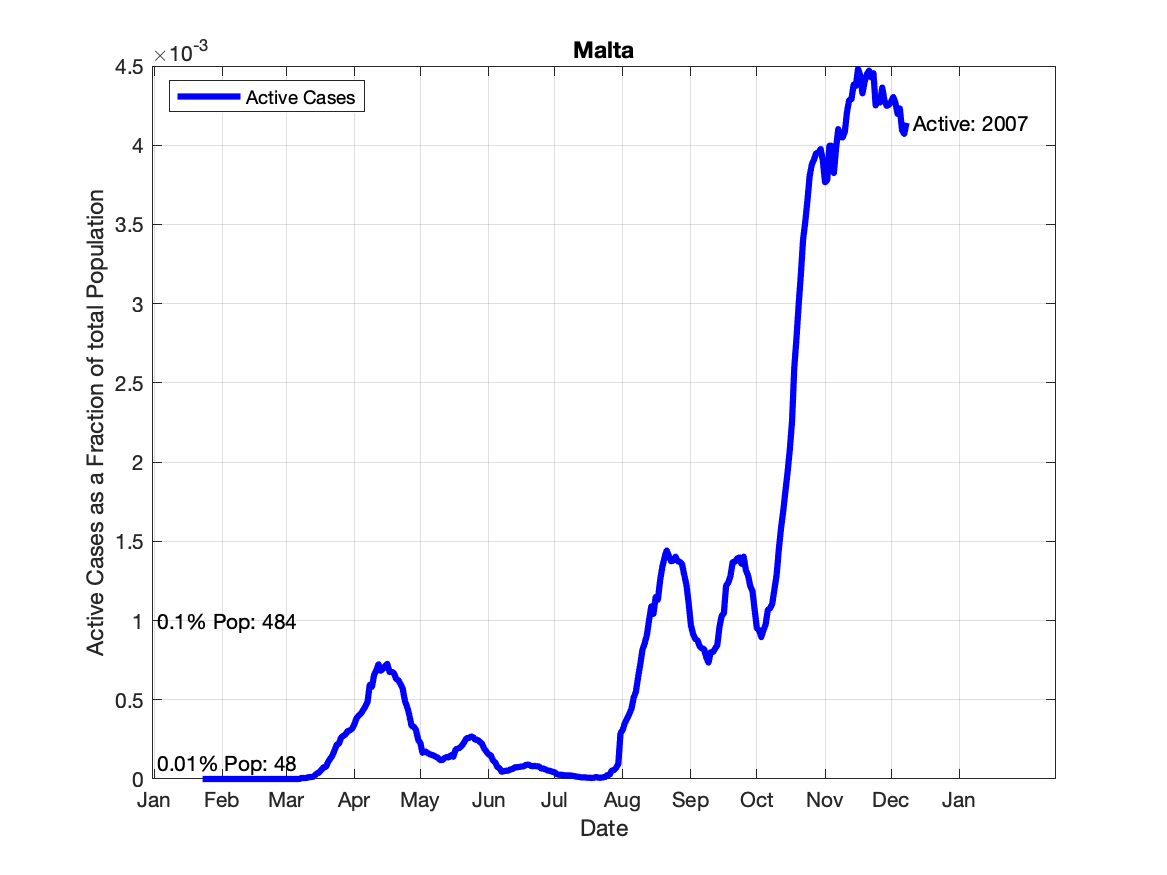 Malta
×10-3
4.5
4
3.5
3
2.5
2
1.5
1
0.5
0
Active Cases as a Fraction of total Population
Active Cases
Active: 2007
0.1% Pop: 484
0.01% Pop: 48
Jan Feb Mar Apr May Jun Jul Aug Sep Oct Nov Dec Jan
Date